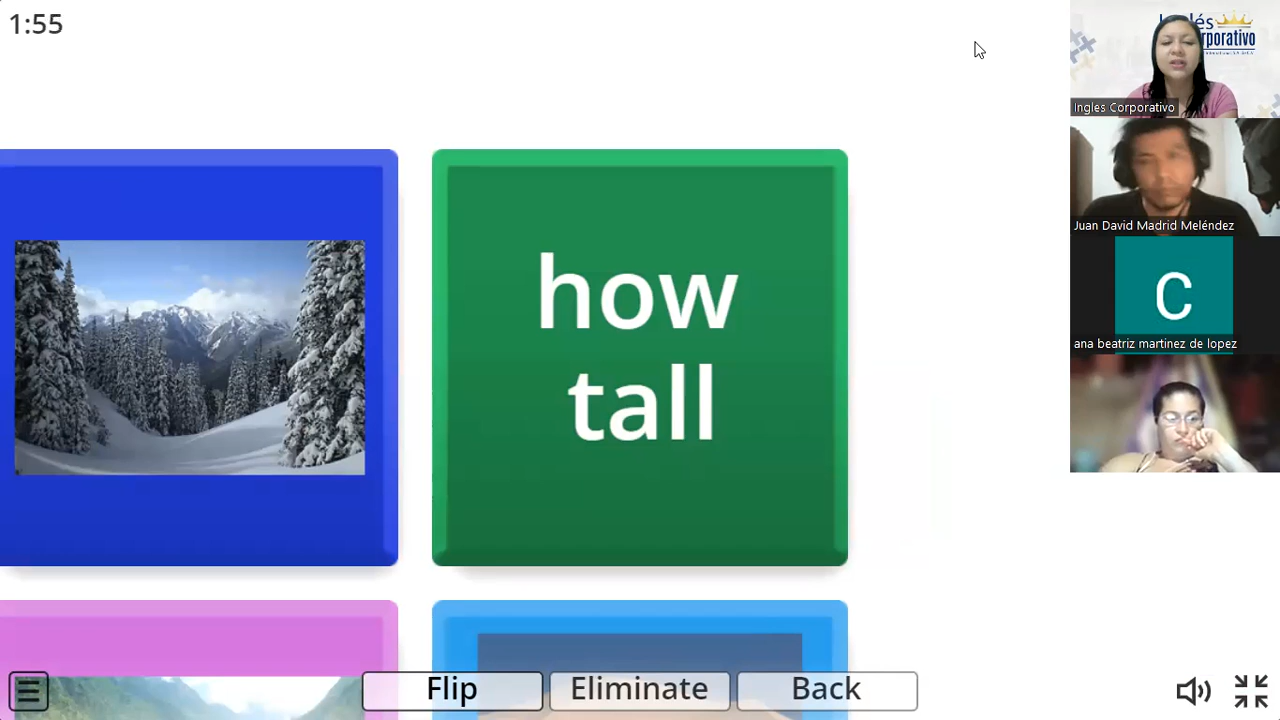 1:55
how
tall
Flip
Eliminate
Back
Inglés
Corporativo
Ingles Corporativo
Juan David Madrid Meléndez
C
ana beatriz martinez de lopez